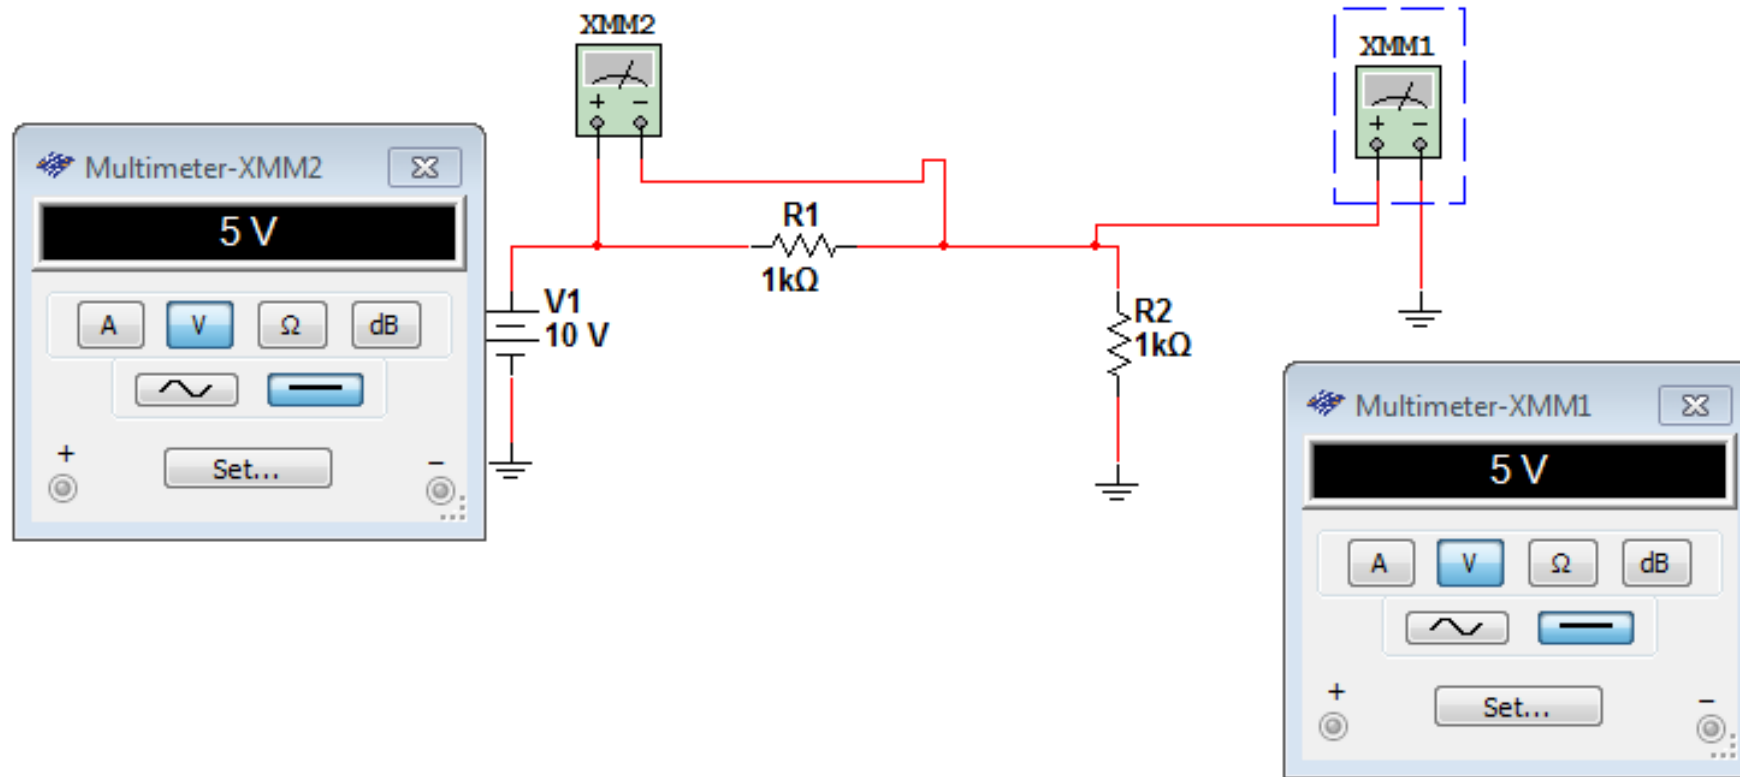 XMM2
+ −
XMM1
+ −
Multimeter-XMM2
5 V
A V Ω dB
+ Set... −
R1
1kΩ
V1
10 V
R2
1kΩ
Multimeter-XMM1
5 V
A V Ω dB
+ Set... −